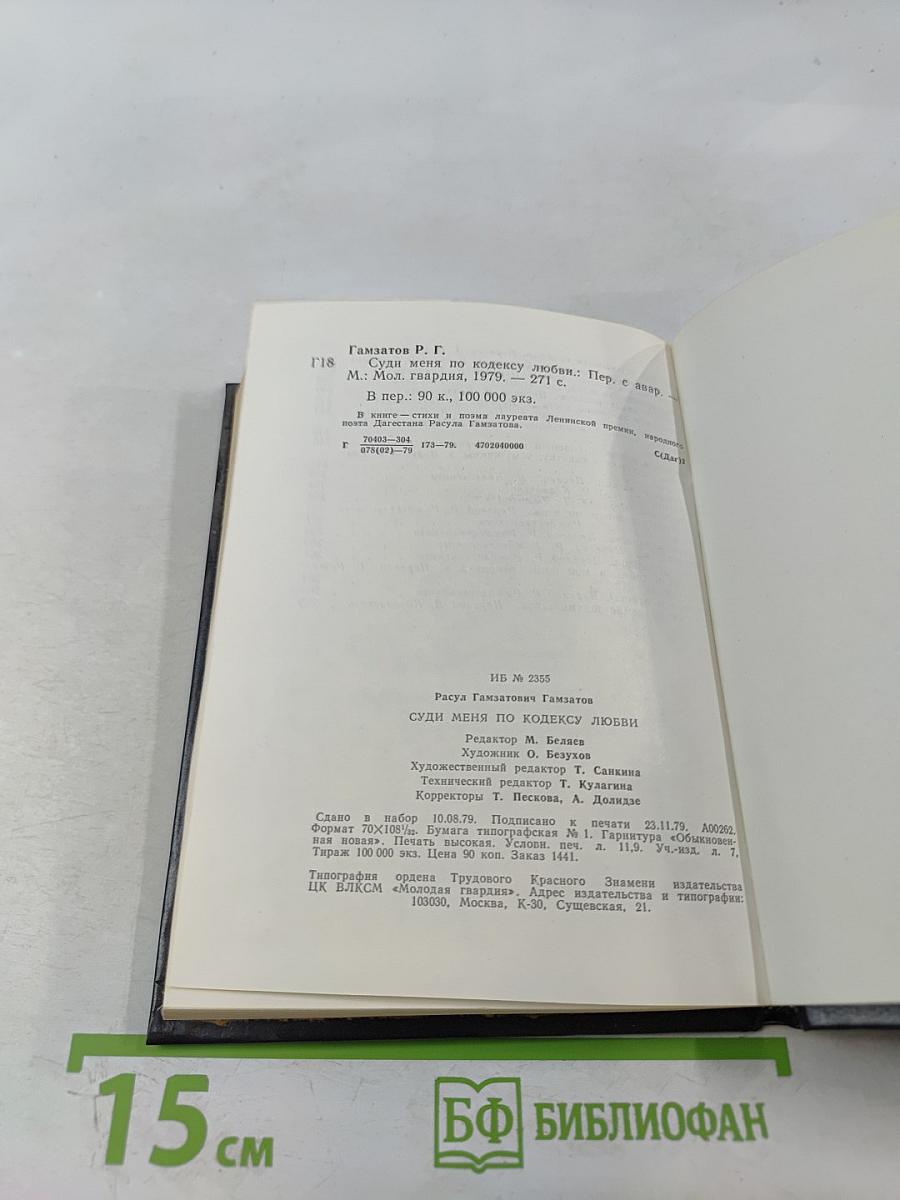 Гамзатов Р. Г.
Г18 Суди меня по кодексу любви.: Пер. с авар. —
М.: Мол. гвардия, 1979. — 271 с.
В пер.: 90 к., 100 000 экз.
В книге — стихи и поэма лауреата Ленинской премии, народного
поэта Дагестана Расула Гамзатова.
Г 70403—304 173—79. 4702040000
078(02)—79
С(Даг)2
ИБ № 2355
Расул Гамзатович Гамзатов
СУДИ МЕНЯ ПО КОДЕКСУ ЛЮБВИ
Редактор М. Беляев
Художник О. Безухов
Художественный редактор Т. Санкина
Технический редактор Т. Кулагина
Корректоры Т. Пескова, А. Долидзе
Сдано в набор 10.08.79. Подписано к печати 23.11.79. А00262.
Формат 70×108¹/₃₂. Бумага типографская № 1. Гарнитура «Обыкновен-
ная новая». Печать высокая. Условн. печ. л. 11,9. Уч.-изд. л. 7,
Тираж 100 000 экз. Цена 90 коп. Заказ 1441.
Типография ордена Трудового Красного Знамени издательства
ЦК ВЛКСМ «Молодая гвардия». Адрес издательства и типографии:
103030, Москва, К-30, Сущевская, 21.
15 см
БФ БИБЛИОФАН